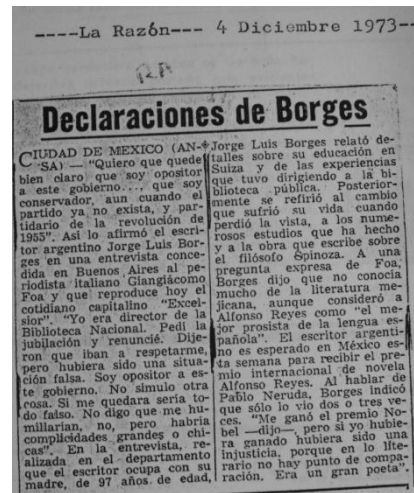 ----La Razón--- 4 Diciembre 1973--
Declaraciones de Borges
CIUDAD DE MEXICO (AN-
SA) — "Quiero que quede
bien claro que soy opositor
a este gobierno..., que soy
conservador, aun cuando el
partido ya no exista, y par-
tidario de la revolución de
1955". Así lo afirmó el escri-
tor argentino Jorge Luis Bor-
ges en una entrevista conce-
dida en Buenos Aires al pe-
riodista italiano Giangiácomo
Foa y que reproduce hoy el
cotidiano capitalino "Excel-
sior". "Yo era director de la
Biblioteca Nacional. Pedí la
jubilación y renuncié. Dije-
ron que iban a respetarme,
pero hubiera sido una situa-
ción falsa. Soy opositor a es-
te gobierno. No simulo otra
cosa. Si me quedara sería to-
do falso. No digo que me hu-
millarían, no, pero habría
complicidades grandes o chi-
cas". En la entrevista, re-
alizada en el departamento
que el escritor ocupa con su
madre, de 97 años de edad,
Jorge Luis Borges relató de-
talles sobre su educación en
Suiza y de las experiencias
que tuvo dirigiendo a la bi-
blioteca pública. Posterior-
mente se refirió al cambio
que sufrió su vida cuando
perdió la vista, a los nume-
rosos estudios que ha hecho
y a la obra que escribe sobre
el filósofo Spinoza. A una
pregunta expresa de Foa,
Borges dijo que no conocía
mucho de la literatura me-
jicana, aunque consideró a
Alfonso Reyes como "el me-
jor prosista de la lengua es-
pañola". El escritor argenti-
no es esperado en México es-
ta semana para recibir el pre-
mio internacional de novela
Alfonso Reyes. Al hablar de
Pablo Neruda, Borges indicó
que sólo lo vio dos o tres ve-
ces. "Me ganó el premio No-
bel —dijo—, pero si yo hubie-
ra ganado hubiera sido una
injusticia, porque en lo lite-
rario no hay punto de compa-
ración. Era un gran poeta".